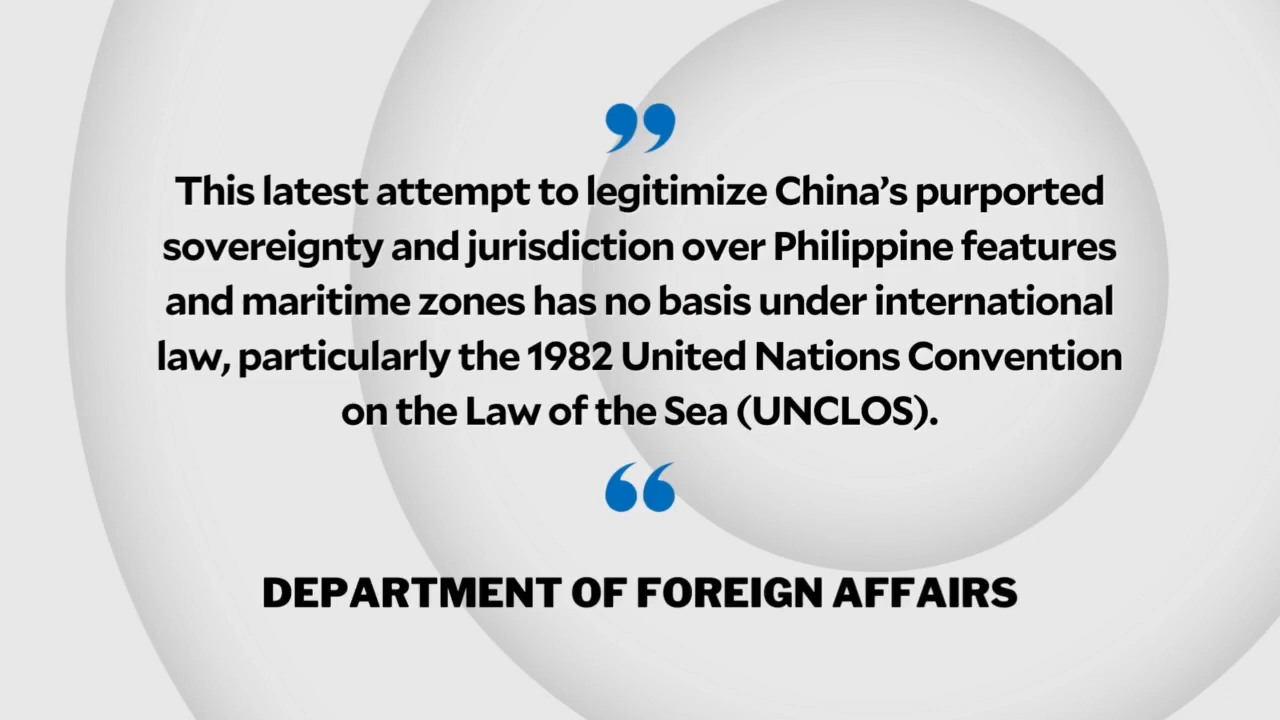 ”
This latest attempt to legitimize China’s purported
sovereignty and jurisdiction over Philippine features
and maritime zones has no basis under international
law, particularly the 1982 United Nations Convention
on the Law of the Sea (UNCLOS).
“
DEPARTMENT OF FOREIGN AFFAIRS